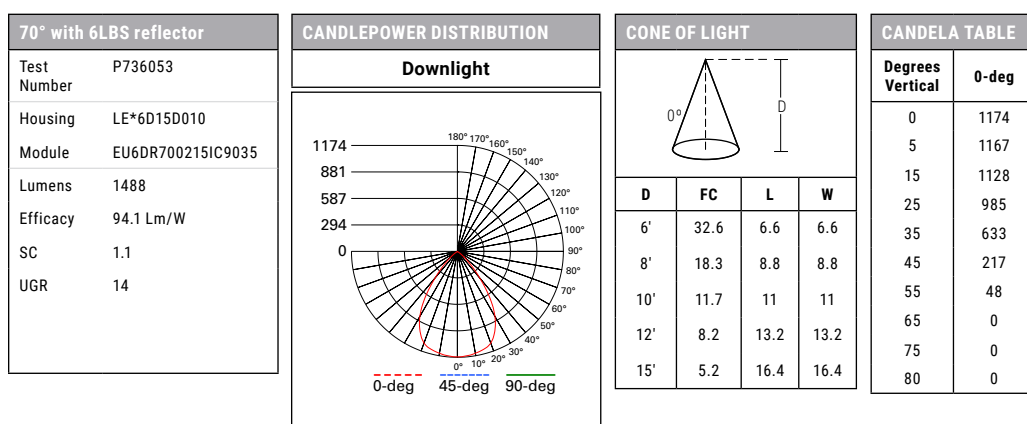 70° with 6LBS reflector
Test Number P736053
Housing LE*6D15D010
Module EU6DR700215IC9035
Lumens 1488
Efficacy 94.1 Lm/W
SC 1.1
UGR 14
CANDLEPOWER DISTRIBUTION
Downlight
1174
881
587
294
0
180° 170° 160° 150° 140° 130° 120° 110° 100° 90° 80° 70° 60° 50° 40° 30° 20° 10° 0°
0-deg 45-deg 90-deg
CONE OF LIGHT
0° D
D FC L W
6' 32.6 6.6 6.6
8' 18.3 8.8 8.8
10' 11.7 11 11
12' 8.2 13.2 13.2
15' 5.2 16.4 16.4
CANDELA TABLE
Degrees Vertical 0-deg
0 1174
5 1167
15 1128
25 985
35 633
45 217
55 48
65 0
75 0
80 0